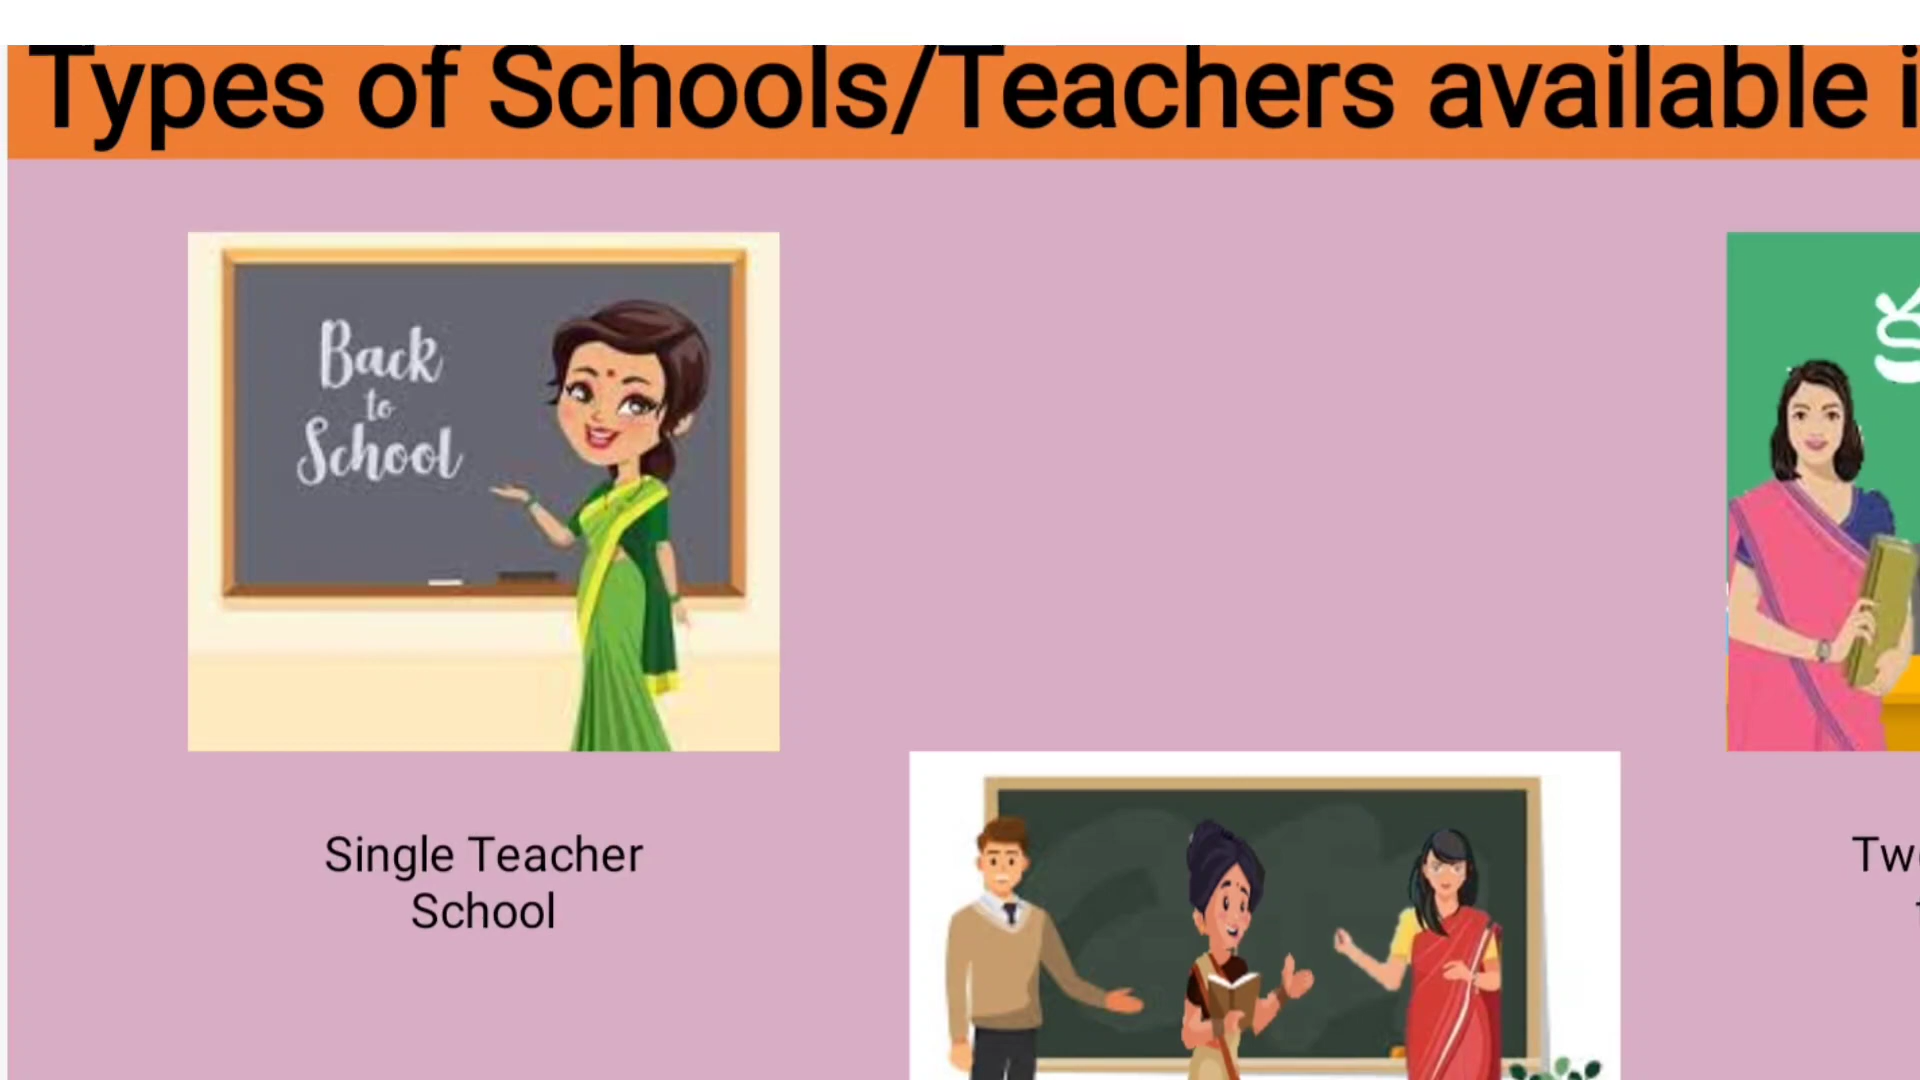 Types of Schools/Teachers available
Back
to
School
Single Teacher
School